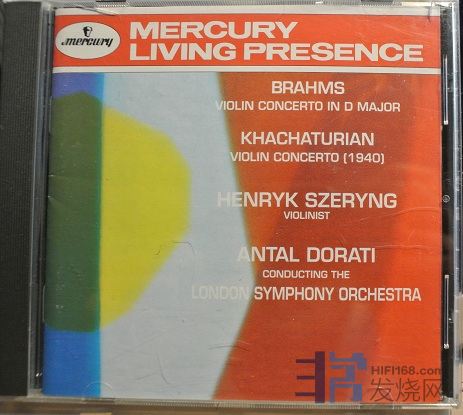 mercury
MERCURY
LIVING PRESENCE
BRAHMS
VIOLIN CONCERTO IN D MAJOR
KHACHATURIAN
VIOLIN CONCERTO (1940)
HENRYK SZERYNG
VIOLINIST
ANTAL DORATI
CONDUCTING THE
LONDON SYMPHONY ORCHESTRA
HIFI168.com
发烧网